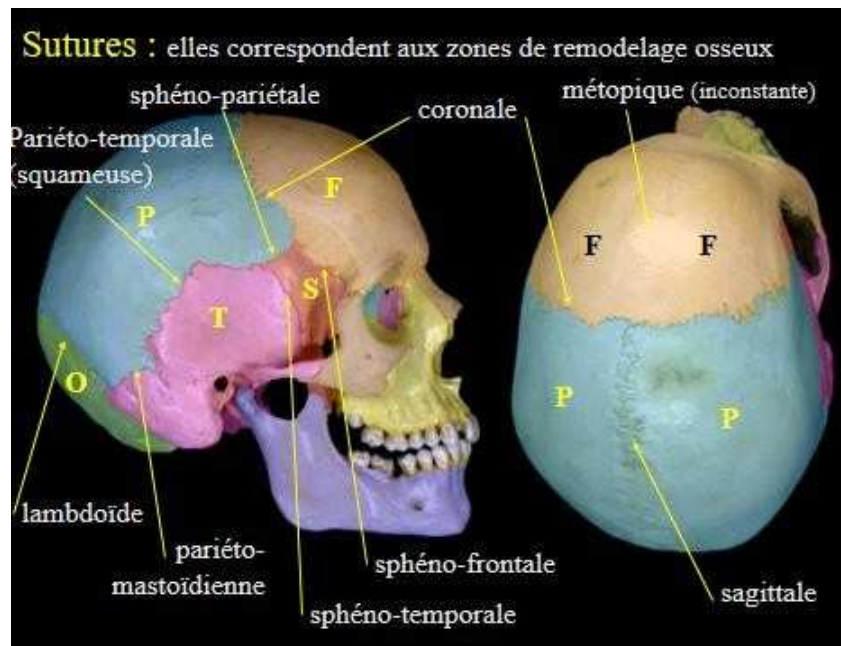 Sutures : elles correspondent aux zones de remodelage osseux
sphéno-pariétale
métopique (inconstante)
coronale
Pariéto-temporale
(squameuse)
F
P
S
T
O
F
F
P
P
lambdoïde
pariéto-
mastoïdienne
sphéno-frontale
sphéno-temporale
sagittale